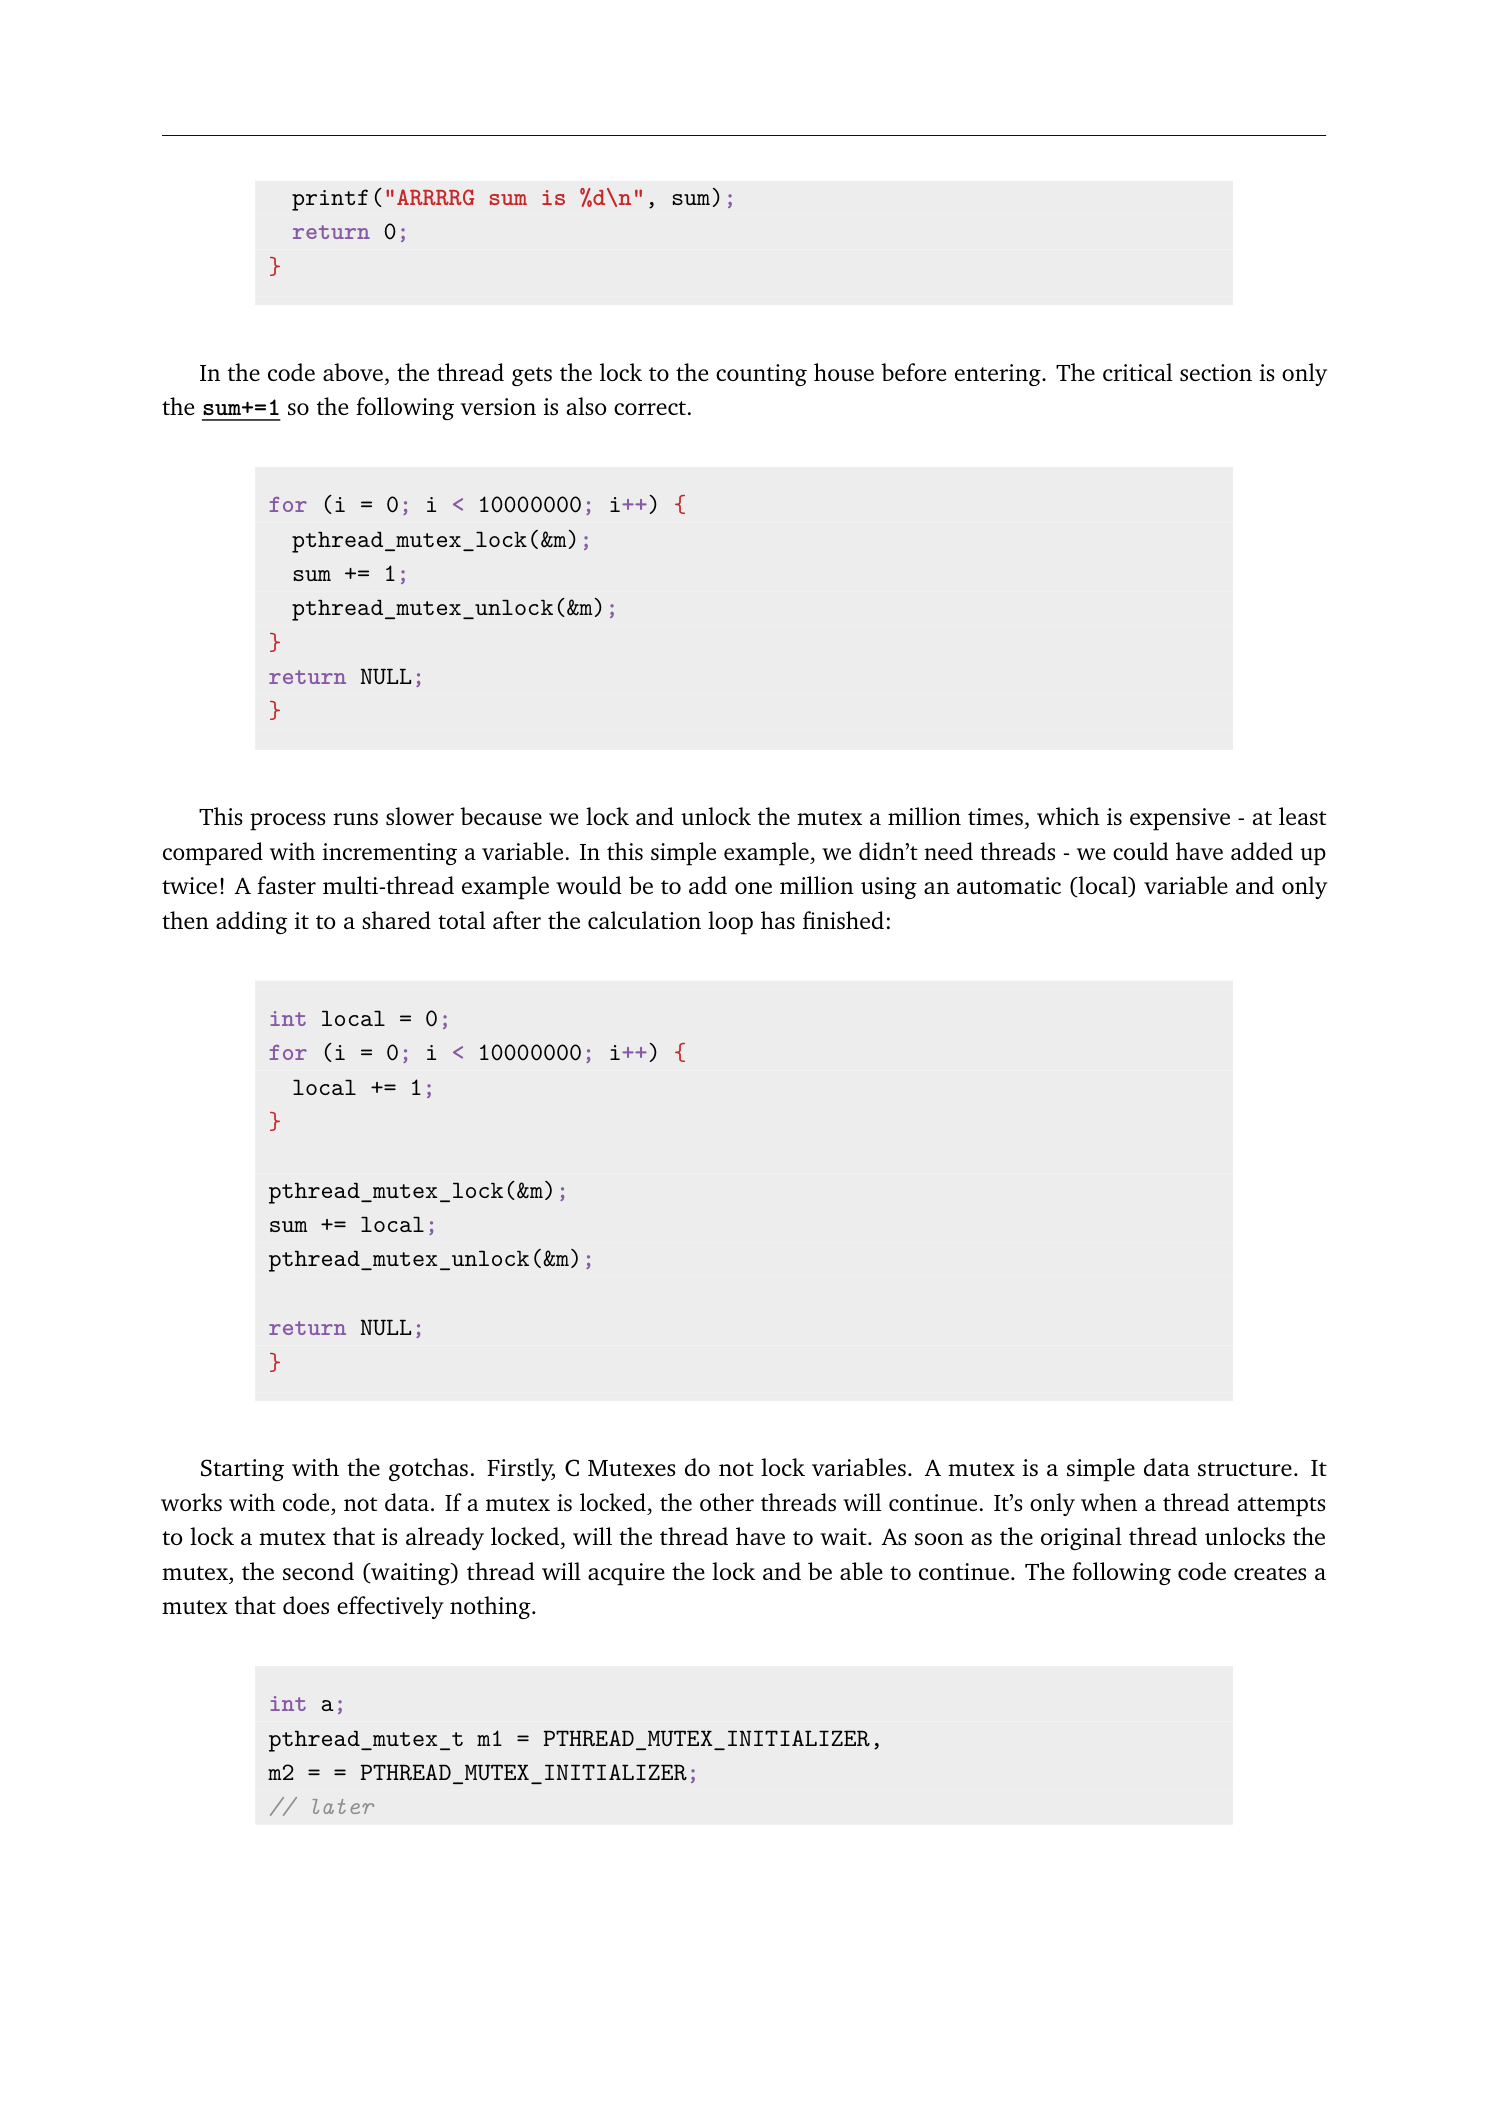 printf("ARRRRG sum is %d\n", sum);
return 0;
}
In the code above, the thread gets the lock to the counting house before entering. The critical section is only
the sum+=1 so the following version is also correct.
for (i = 0; i < 10000000; i++) {
pthread_mutex_lock(&m);
sum += 1;
pthread_mutex_unlock(&m);
}
return NULL;
}
This process runs slower because we lock and unlock the mutex a million times, which is expensive - at least
compared with incrementing a variable. In this simple example, we didn’t need threads - we could have added up
twice! A faster multi-thread example would be to add one million using an automatic (local) variable and only
then adding it to a shared total after the calculation loop has finished:
int local = 0;
for (i = 0; i < 10000000; i++) {
local += 1;
}
pthread_mutex_lock(&m);
sum += local;
pthread_mutex_unlock(&m);
return NULL;
}
Starting with the gotchas. Firstly, C Mutexes do not lock variables. A mutex is a simple data structure. It
works with code, not data. If a mutex is locked, the other threads will continue. It’s only when a thread attempts
to lock a mutex that is already locked, will the thread have to wait. As soon as the original thread unlocks the
mutex, the second (waiting) thread will acquire the lock and be able to continue. The following code creates a
mutex that does effectively nothing.
int a;
pthread_mutex_t m1 = PTHREAD_MUTEX_INITIALIZER,
m2 = = PTHREAD_MUTEX_INITIALIZER;
// later